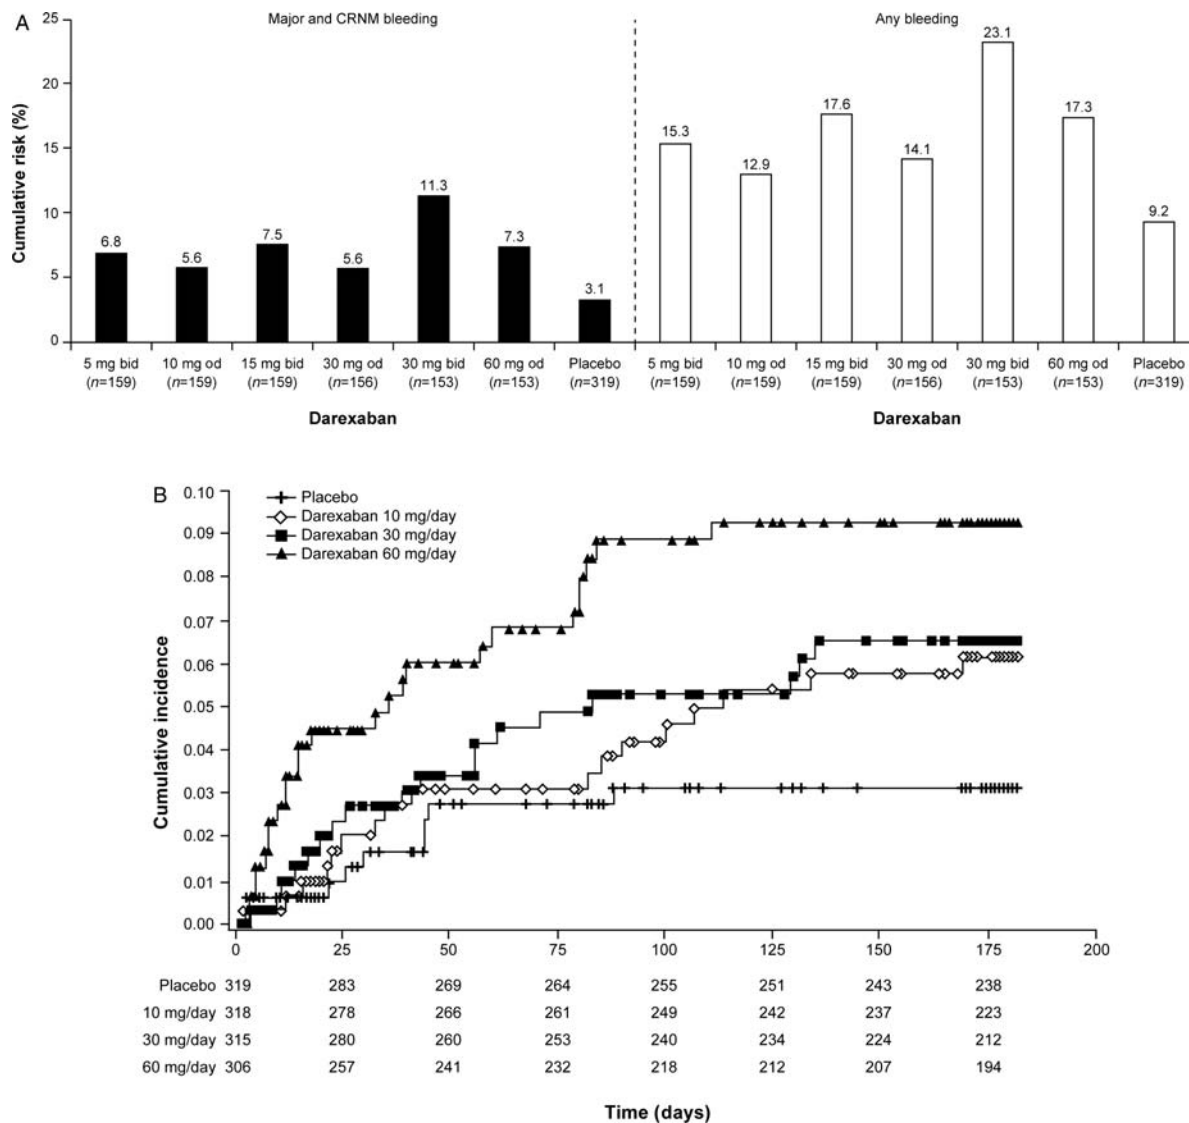 A
Major and CRNM bleeding
Any bleeding
Cumulative risk (%)
25
20
15
10
5
0
6.8
5.6
7.5
5.6
11.3
7.3
3.1
15.3
12.9
17.6
14.1
23.1
17.3
9.2
5 mg bid 10 mg od 15 mg bid 30 mg od 30 mg bid 60 mg od Placebo 5 mg bid 10 mg od 15 mg bid 30 mg od 30 mg bid 60 mg od Placebo
(n=159) (n=159) (n=159) (n=156) (n=153) (n=153) (n=319) (n=159) (n=159) (n=159) (n=156) (n=153) (n=153) (n=319)
Darexaban
Darexaban
B
Placebo
Darexaban 10 mg/day
Darexaban 30 mg/day
Darexaban 60 mg/day
Cumulative incidence
0.10
0.09
0.08
0.07
0.06
0.05
0.04
0.03
0.02
0.01
0.00
0 25 50 75 100 125 150 175 200
Placebo 319 283 269 264 255 251 243 238
10 mg/day 318 278 266 261 249 242 237 223
30 mg/day 315 280 260 253 240 234 224 212
60 mg/day 306 257 241 232 218 212 207 194
Time (days)